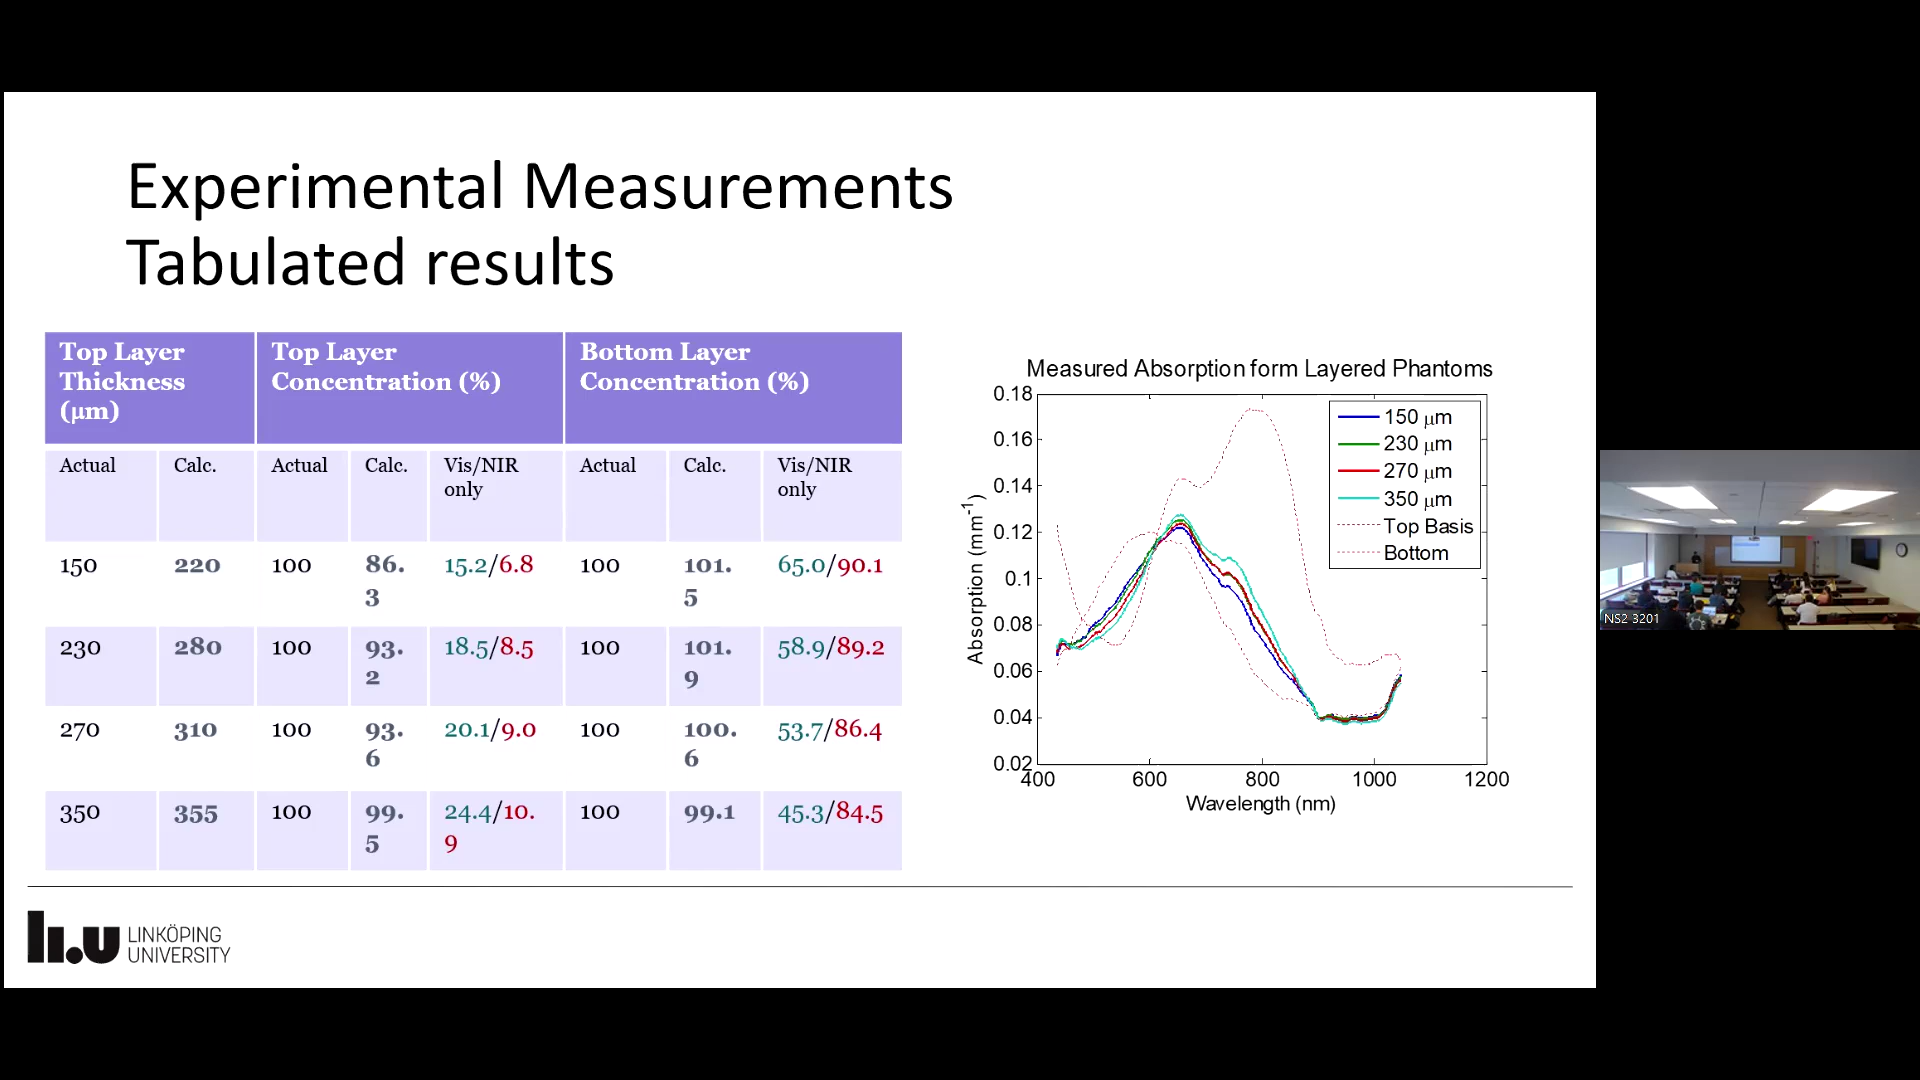 Experimental Measurements
Tabulated results
Top Layer
Thickness
(µm)
Top Layer
Concentration (%)
Bottom Layer
Concentration (%)
Actual
Calc.
Actual
Calc.
Vis/NIR
only
Actual
Calc.
Vis/NIR
only
150
220
100
86.
3
15.2/6.8
100
101.
5
65.0/90.1
230
280
100
93.
2
18.5/8.5
100
101.
9
58.9/89.2
270
310
100
93.
6
20.1/9.0
100
100.
6
53.7/86.4
350
355
100
99.
5
24.4/10.
9
100
99.1
45.3/84.5
Measured Absorption form Layered Phantoms
Absorption (mm-1)
0.18
0.16
0.14
0.12
0.1
0.08
0.06
0.04
0.02
400
600
800
1000
1200
Wavelength (nm)
150 µm
230 µm
270 µm
350 µm
Top Basis
Bottom
li.u LINKÖPING
UNIVERSITY
NS2 3201